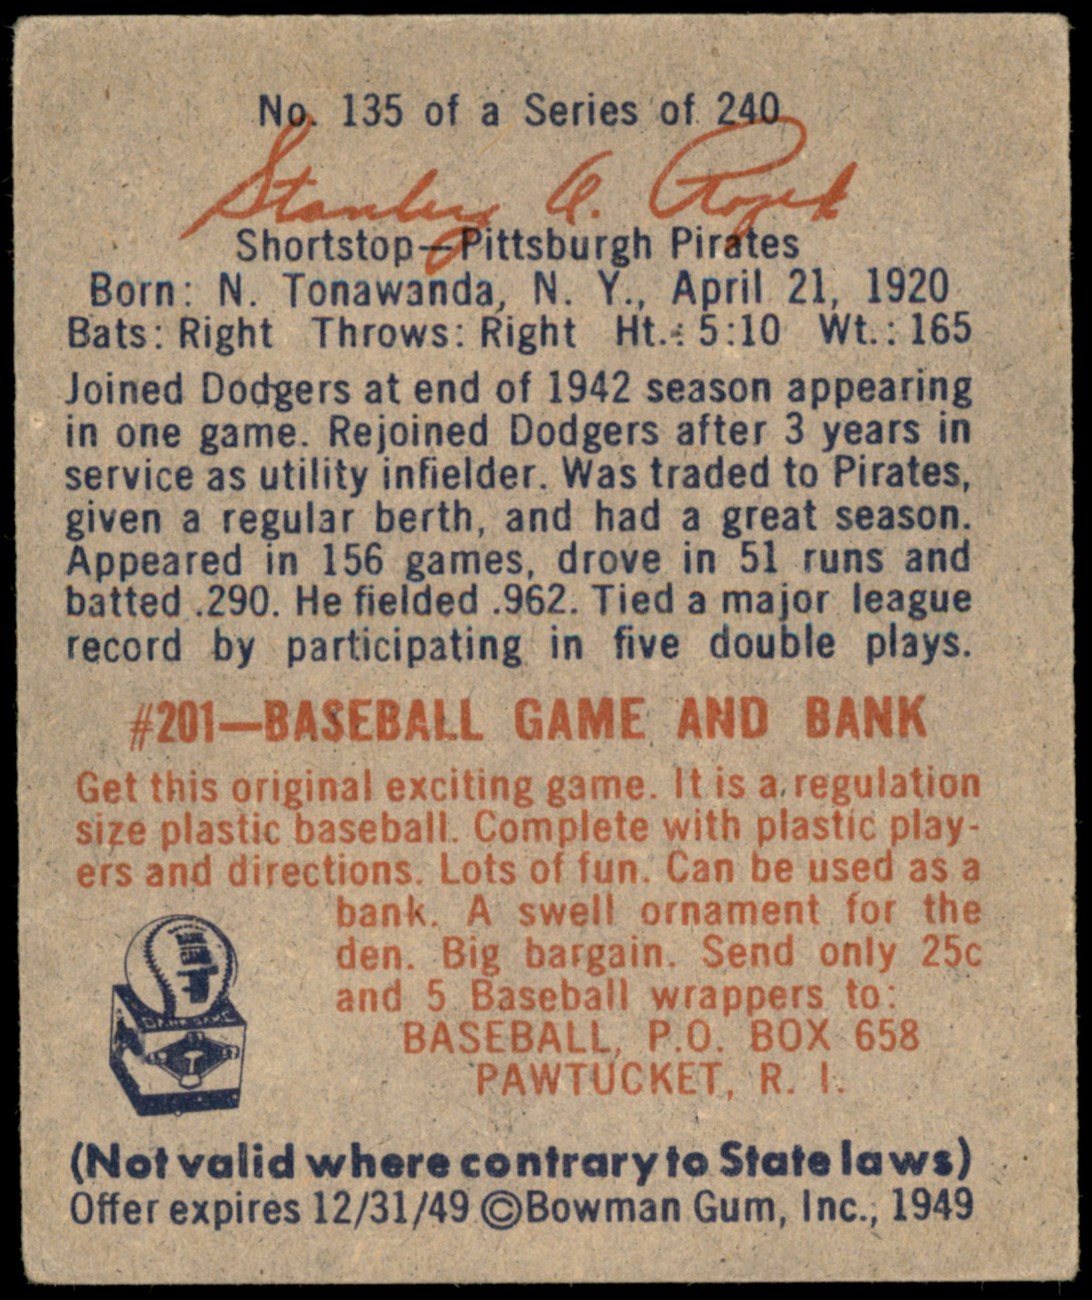 No. 135 of a Series of 240
Stanley A. Rojek
Shortstop—Pittsburgh Pirates
Born: N. Tonawanda, N. Y., April 21, 1920
Bats: Right Throws: Right Ht.: 5:10 Wt.: 165
Joined Dodgers at end of 1942 season appearing
in one game. Rejoined Dodgers after 3 years in
service as utility infielder. Was traded to Pirates,
given a regular berth, and had a great season.
Appeared in 156 games, drove in 51 runs and
batted .290. He fielded .962. Tied a major league
record by participating in five double plays.
#201—BASEBALL GAME AND BANK
Get this original exciting game. It is a regulation
size plastic baseball. Complete with plastic play-
ers and directions. Lots of fun. Can be used as a
bank. A swell ornament for the
den. Big bargain. Send only 25c
and 5 Baseball wrappers to:
BASEBALL, P.O. BOX 658
PAWTUCKET, R. I.
(Not valid where contrary to State laws)
Offer expires 12/31/49 ©Bowman Gum, Inc., 1949